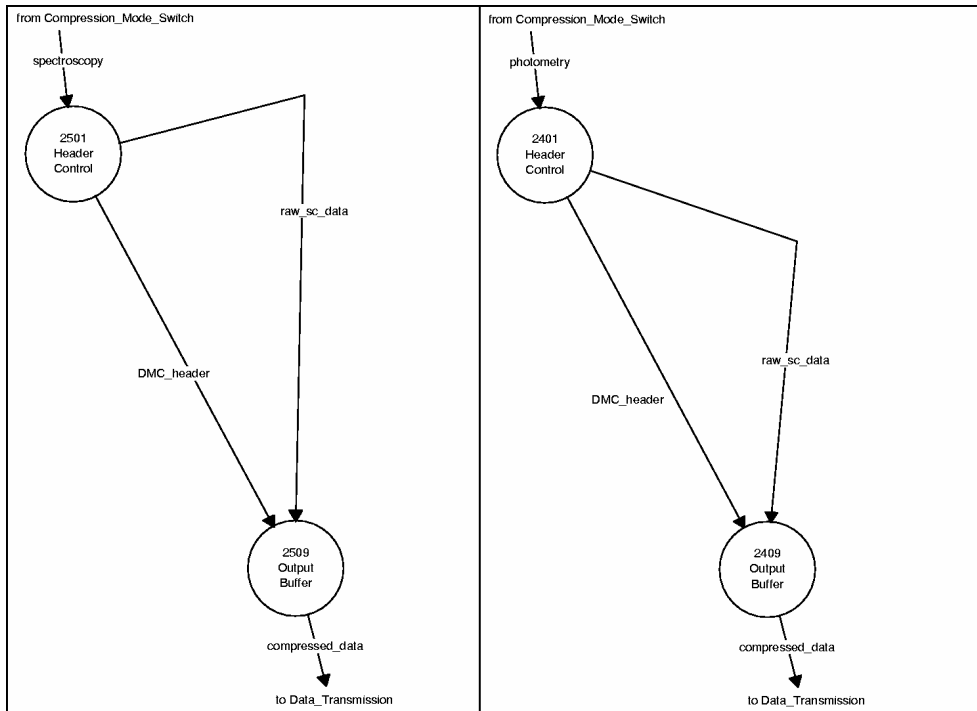 from Compression_Mode_Switch
spectroscopy
2501
Header
Control
raw_sc_data
DMC_header
2509
Output
Buffer
compressed_data
to Data_Transmission
from Compression_Mode_Switch
photometry
2401
Header
Control
raw_sc_data
DMC_header
2409
Output
Buffer
compressed_data
to Data_Transmission